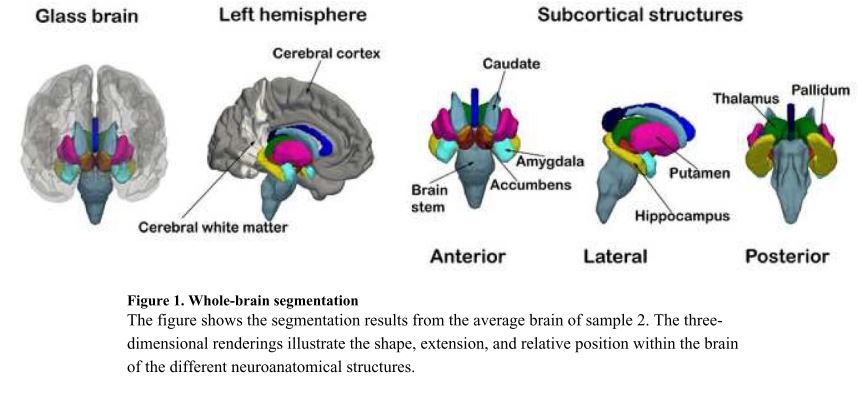 Glass brain
Left hemisphere
Subcortical structures
Cerebral cortex
Cerebral white matter
Caudate
Amygdala
Accumbens
Brain
stem
Putamen
Hippocampus
Thalamus
Pallidum
Anterior
Lateral
Posterior
Figure 1. Whole-brain segmentation
The figure shows the segmentation results from the average brain of sample 2. The three-
dimensional renderings illustrate the shape, extension, and relative position within the brain
of the different neuroanatomical structures.